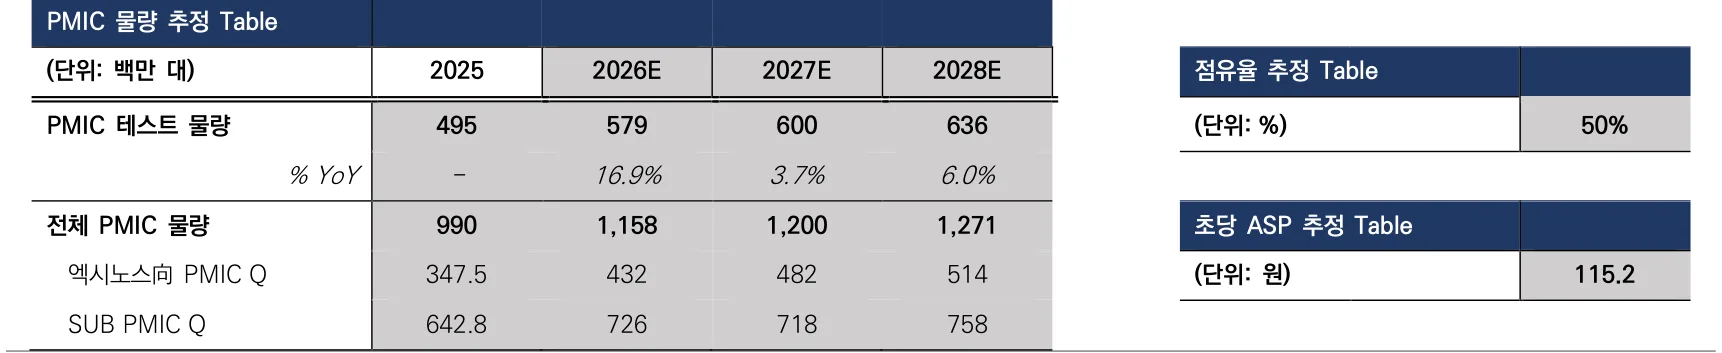 PMIC 물량 추정 Table
(단위: 백만 대) 2025 2026E 2027E 2028E
PMIC 테스트 물량 495 579 600 636
% YoY - 16.9% 3.7% 6.0%
전체 PMIC 물량 990 1,158 1,200 1,271
엑시노스向 PMIC Q 347.5 432 482 514
SUB PMIC Q 642.8 726 718 758
점유율 추정 Table
(단위: %) 50%
초당 ASP 추정 Table
(단위: 원) 115.2